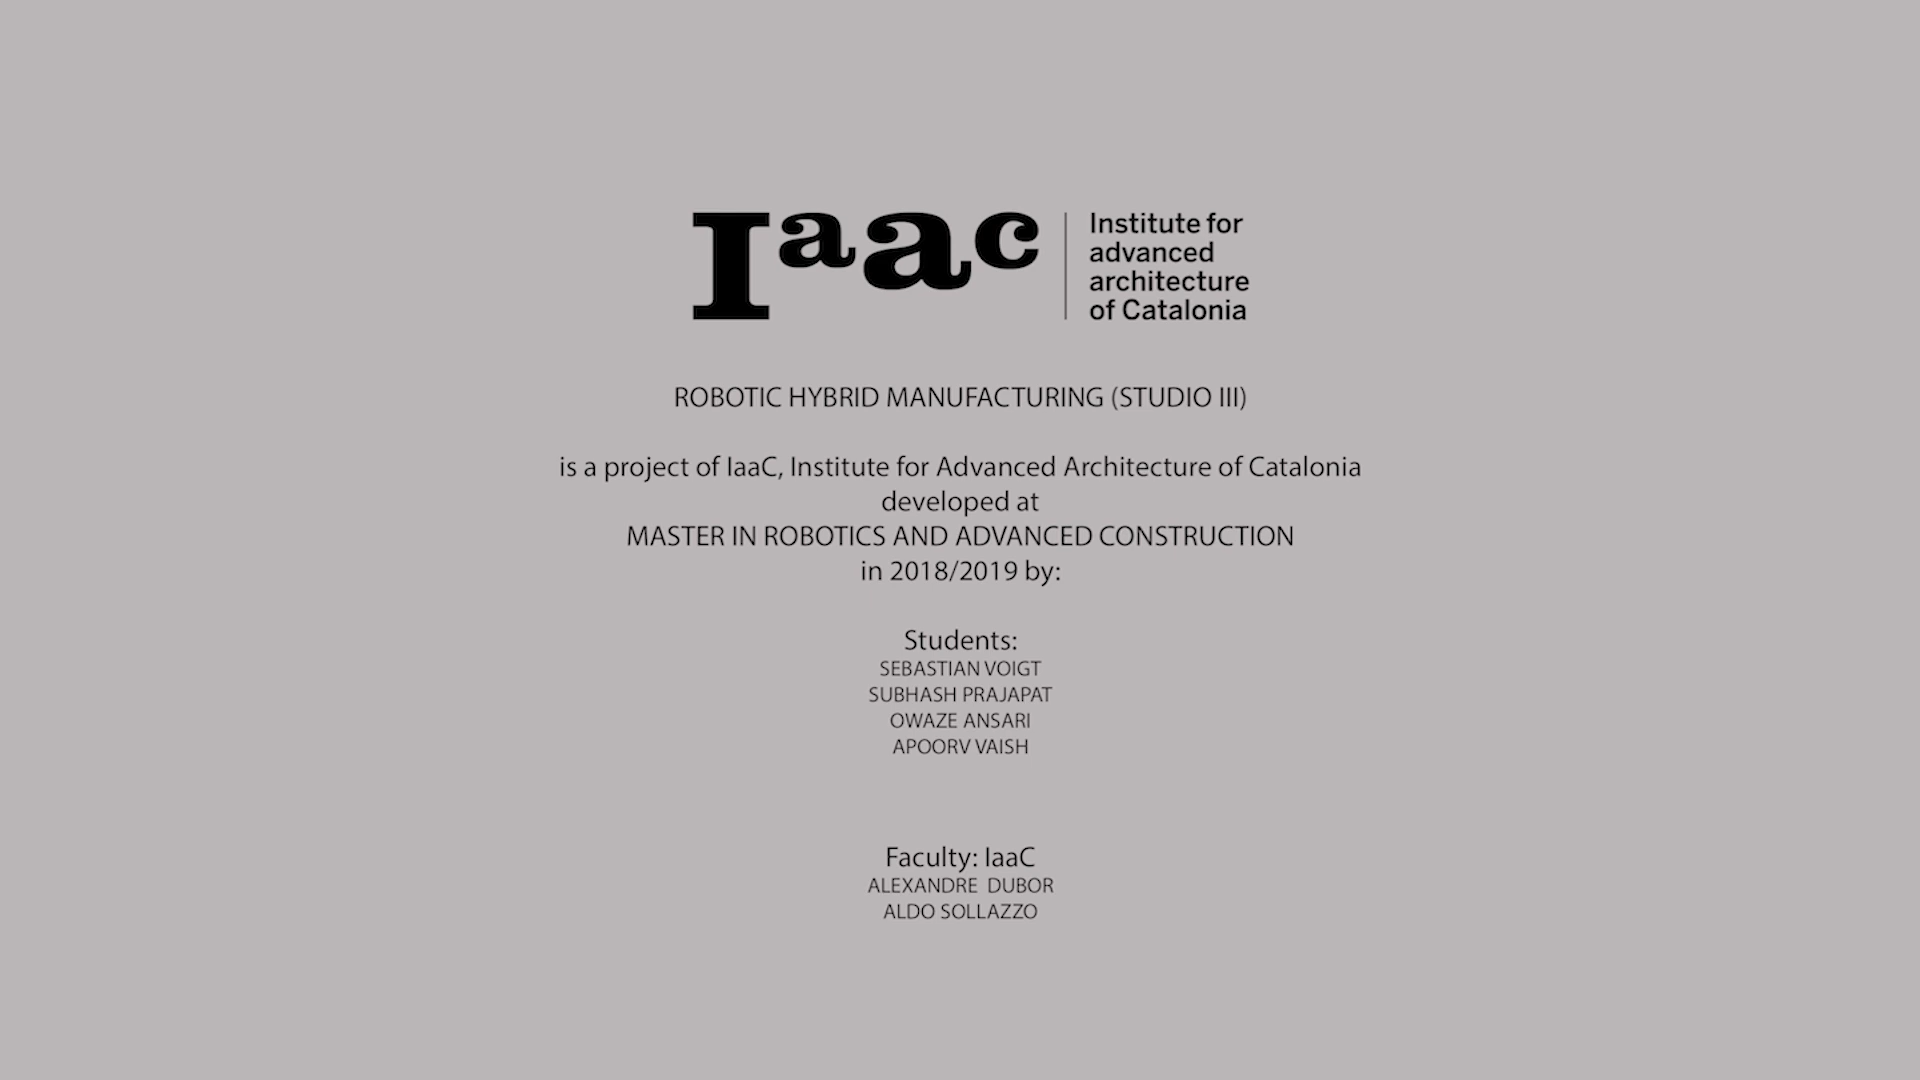 Iaac
Institute for
advanced
architecture
of Catalonia
ROBOTIC HYBRID MANUFACTURING (STUDIO III)
is a project of IaaC, Institute for Advanced Architecture of Catalonia
developed at
MASTER IN ROBOTICS AND ADVANCED CONSTRUCTION
in 2018/2019 by:
Students:
SEBASTIAN VOIGT
SUBHASH PRAJAPAT
OWAZE ANSARI
APOORV VAISH
Faculty: IaaC
ALEXANDRE DUBOR
ALDO SOLLAZZO